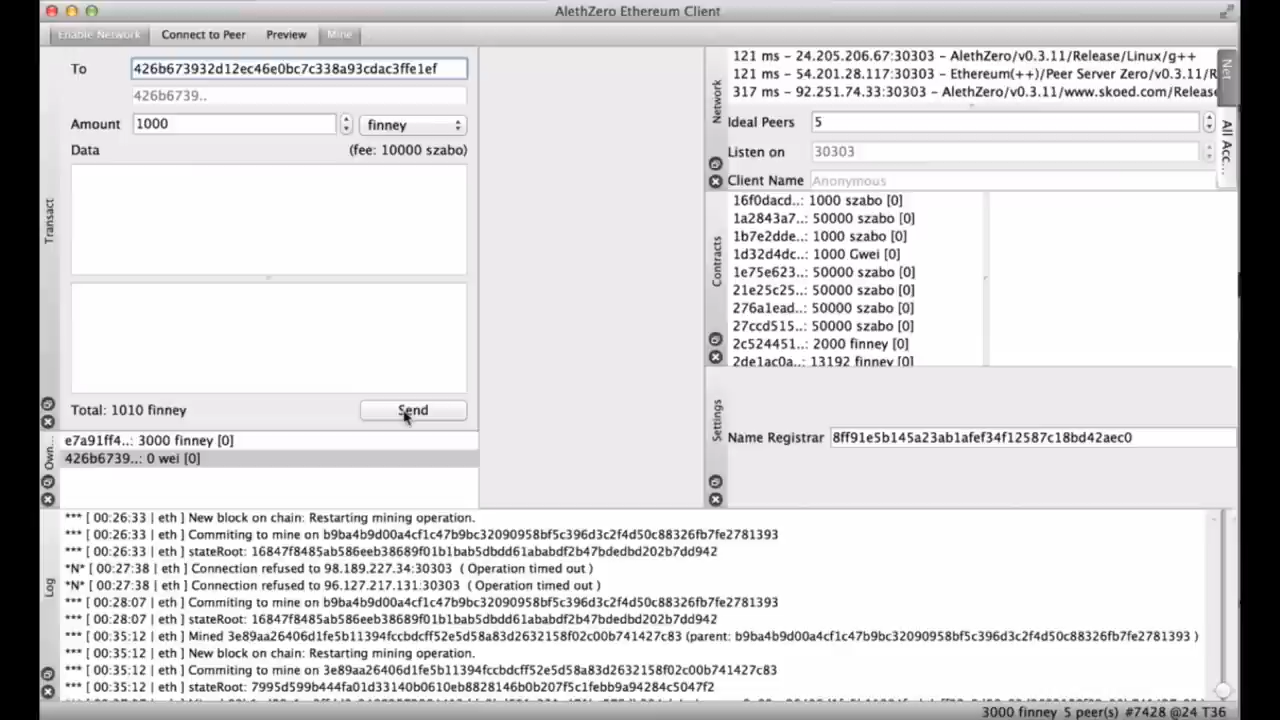 AlethZero Ethereum Client
Enable Network Connect to Peer Preview Mine
To 426b673932d12ec46e0bc7c338a93cdac3ffe1ef
426b6739..
Amount 1000 finney
Data (fee: 10000 szabo)
Transact
Total: 1010 finney Send
Own...
e7a91ff4..: 3000 finney [0]
426b6739..: 0 wei [0]
Network
121 ms - 24.205.206.67:30303 - AlethZero/v0.3.11/Release/Linux/g++
121 ms - 54.201.28.117:30303 - Ethereum(++)/Peer Server Zero/v0.3.11/R
317 ms - 92.251.74.33:30303 - AlethZero/v0.3.11/www.skoed.com/Release
Ideal Peers 5
Listen on 30303
Client Name Anonymous
Net
All Acc...
Contracts
16f0dacd..: 1000 szabo [0]
1a2843a7..: 50000 szabo [0]
1b7e2dde..: 1000 szabo [0]
1d32d4dc..: 1000 Gwei [0]
1e75e623..: 50000 szabo [0]
21e25c25..: 50000 szabo [0]
276a1ead..: 50000 szabo [0]
27ccd515..: 50000 szabo [0]
2c524451..: 2000 finney [0]
2de1ac0a..: 13192 finney [0]
Settings
Name Registrar 8ff91e5b145a23ab1afef34f12587c18bd42aec0
Log
*** [ 00:26:33 | eth ] New block on chain: Restarting mining operation.
*** [ 00:26:33 | eth ] Commiting to mine on b9ba4b9d00a4cf1c47b9bc32090958bf5c396d3c2f4d50c88326fb7fe2781393
*** [ 00:26:33 | eth ] stateRoot: 16847f8485ab586eeb38689f01b1bab5dbdd61ababdf2b47bdedbd202b7dd942
*N* [ 00:27:38 | eth ] Connection refused to 98.189.227.34:30303 ( Operation timed out )
*N* [ 00:27:38 | eth ] Connection refused to 96.127.217.131:30303 ( Operation timed out )
*** [ 00:28:07 | eth ] Commiting to mine on b9ba4b9d00a4cf1c47b9bc32090958bf5c396d3c2f4d50c88326fb7fe2781393
*** [ 00:28:07 | eth ] stateRoot: 16847f8485ab586eeb38689f01b1bab5dbdd61ababdf2b47bdedbd202b7dd942
*** [ 00:35:12 | eth ] Mined 3e89aa26406d1fe5b11394fccbdcff52e5d58a83d2632158f02c00b741427c83 (parent: b9ba4b9d00a4cf1c47b9bc32090958bf5c396d3c2f4d50c88326fb7fe2781393 )
*** [ 00:35:12 | eth ] New block on chain: Restarting mining operation.
*** [ 00:35:12 | eth ] Commiting to mine on 3e89aa26406d1fe5b11394fccbdcff52e5d58a83d2632158f02c00b741427c83
*** [ 00:35:12 | eth ] stateRoot: 7995d599b444fa01d33140b0610eb8828146b0b207f5c1febb9a94284c5047f2
3000 finney 5 peer(s) #7428 @24 T36